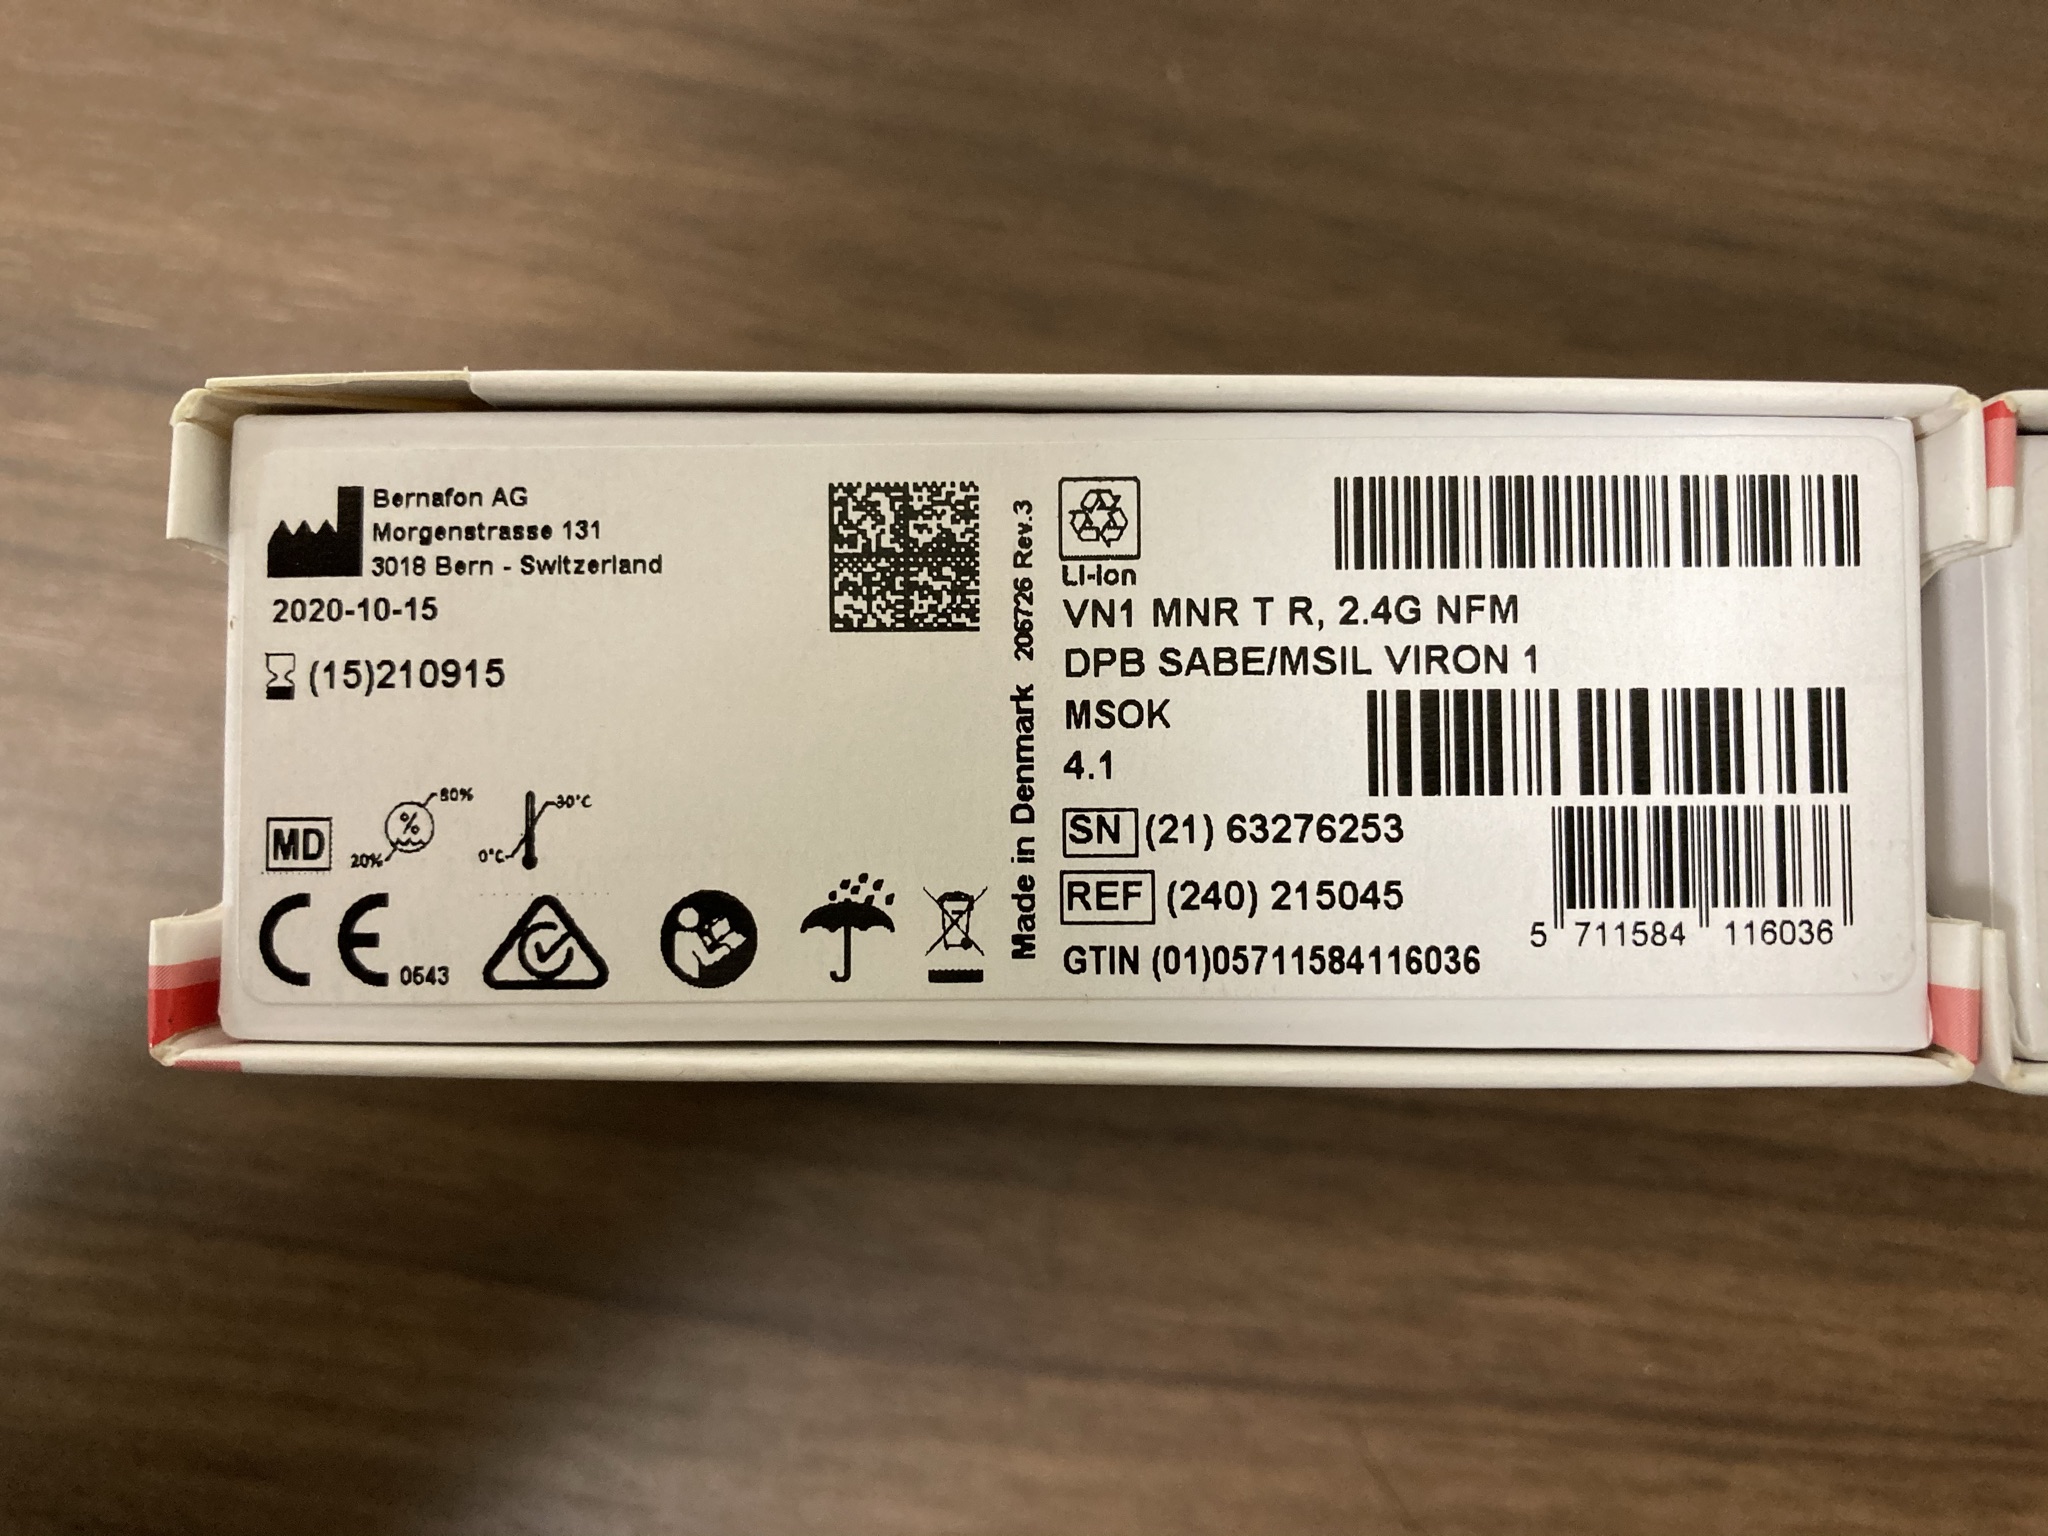 Bernafon AG
Morgenstrasse 131
3018 Bern - Switzerland
2020-10-15
(15)210915
MD
20% % 80%
0°C 30°C
CE 0543
Made in Denmark 206726 Rev.3
Li-ion
VN1 MNR T R, 2.4G NFM
DPB SABE/MSIL VIRON 1
MSOK
4.1
SN (21) 63276253
REF (240) 215045
GTIN (01)05711584116036
5 711584 116036